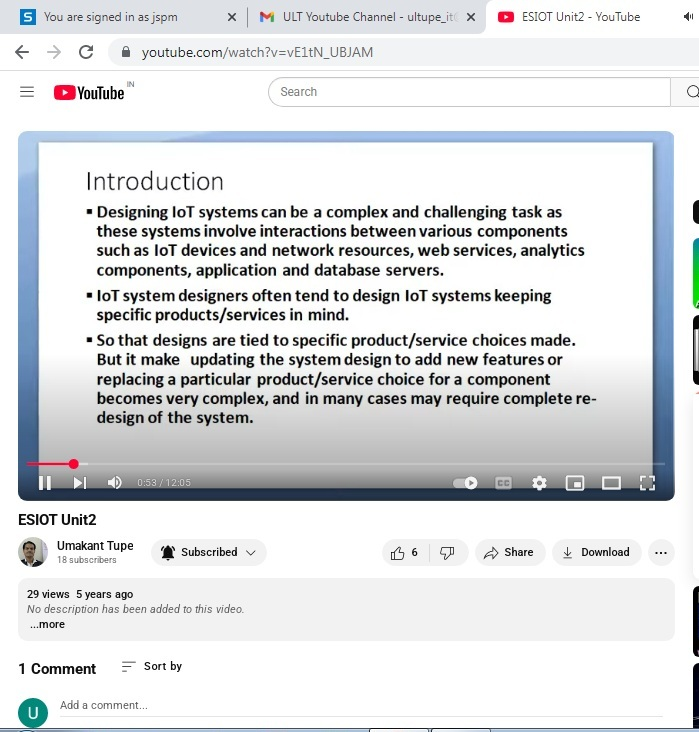 You are signed in as jspm
ULT Youtube Channel - ultupe_it
ESIOT Unit2 - YouTube
youtube.com/watch?v=vE1tN_UBJAM
YouTube IN
Search
Introduction
▪ Designing IoT systems can be a complex and challenging task as
these systems involve interactions between various components
such as IoT devices and network resources, web services, analytics
components, application and database servers.
▪ IoT system designers often tend to design IoT systems keeping
specific products/services in mind.
▪ So that designs are tied to specific product/service choices made.
But it make updating the system design to add new features or
replacing a particular product/service choice for a component
becomes very complex, and in many cases may require complete re-
design of the system.
0:53 / 12:05
CC
ESIOT Unit2
Umakant Tupe
18 subscribers
Subscribed
6
Share
Download
...
29 views 5 years ago
No description has been added to this video.
...more
1 Comment
Sort by
U
Add a comment...